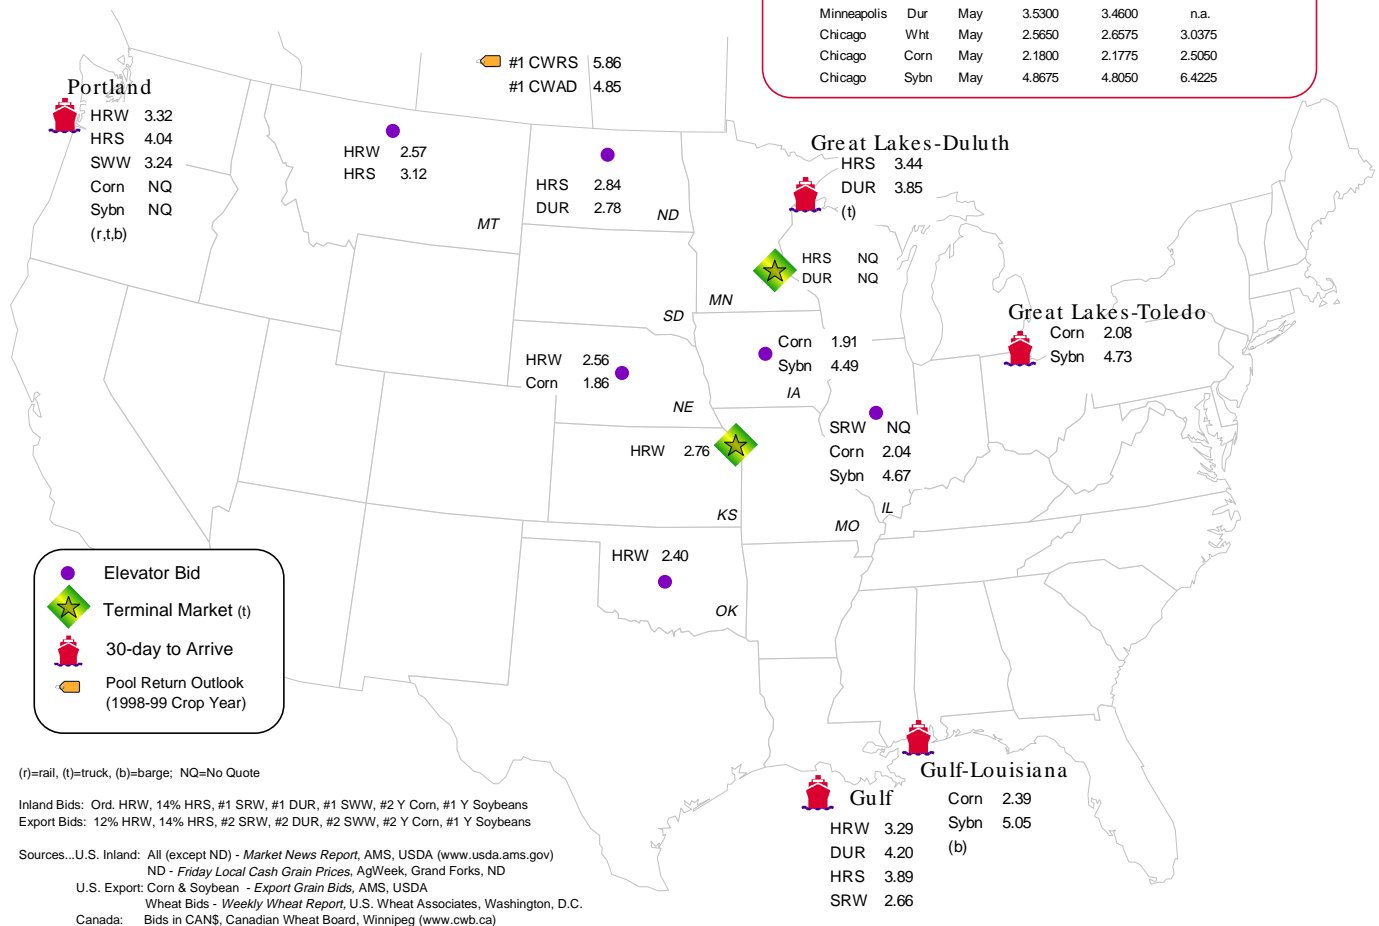 Minneapolis Dur May 3.5300 3.4600 n.a.
Chicago Wht May 2.5650 2.6575 3.0375
Chicago Corn May 2.1800 2.1775 2.5050
Chicago Sybn May 4.8675 4.8050 6.4225
#1 CWRS 5.86
#1 CWAD 4.85
Portland
HRW 3.32
HRS 4.04
SWW 3.24
Corn NQ
Sybn NQ
(r,t,b)
HRW 2.57
HRS 3.12
MT
HRS 2.84
DUR 2.78
ND
Great Lakes-Duluth
HRS 3.44
DUR 3.85
(t)
HRS NQ
DUR NQ
MN
SD
Great Lakes-Toledo
Corn 2.08
Sybn 4.73
HRW 2.56
Corn 1.86
NE
Corn 1.91
Sybn 4.49
IA
SRW NQ
Corn 2.04
Sybn 4.67
IL
HRW 2.76
KS
MO
HRW 2.40
OK
Elevator Bid
Terminal Market (t)
30-day to Arrive
Pool Return Outlook
(1998-99 Crop Year)
Gulf-Louisiana
Corn 2.39
Sybn 5.05
(b)
Gulf
HRW 3.29
DUR 4.20
HRS 3.89
SRW 2.66
(r)=rail, (t)=truck, (b)=barge; NQ=No Quote
Inland Bids: Ord. HRW, 14% HRS, #1 SRW, #1 DUR, #1 SWW, #2 Y Corn, #1 Y Soybeans
Export Bids: 12% HRW, 14% HRS, #2 SRW, #2 DUR, #2 SWW, #2 Y Corn, #1 Y Soybeans
Sources...U.S. Inland: All (except ND) - Market News Report, AMS, USDA (www.usda.ams.gov)
ND - Friday Local Cash Grain Prices, AgWeek, Grand Forks, ND
U.S. Export: Corn & Soybean - Export Grain Bids, AMS, USDA
Wheat Bids - Weekly Wheat Report, U.S. Wheat Associates, Washington, D.C.
Canada: Bids in CAN$, Canadian Wheat Board, Winnipeg (www.cwb.ca)